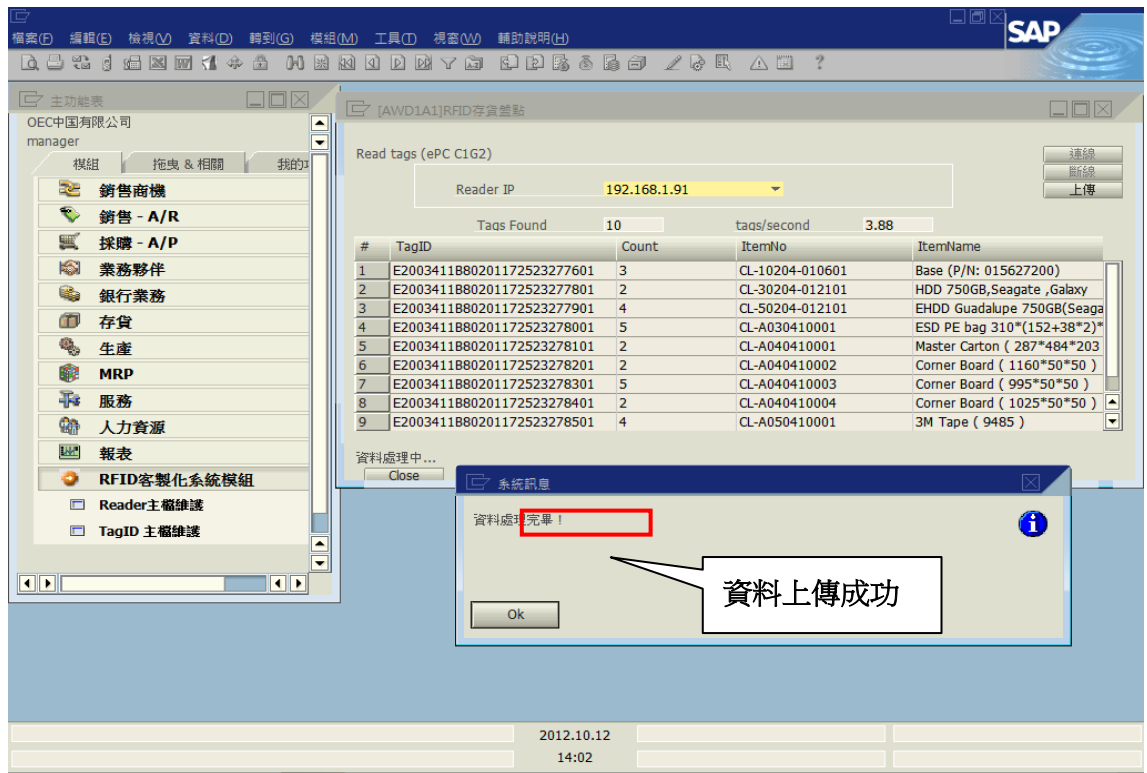 檔案(F) 編輯(E) 檢視(V) 資料(D) 轉到(G) 模組(M) 工具(T) 視窗(W) 輔助說明(H)
SAP
主功能表
OEC中国有限公司
manager
模組 拖曳 & 相關 我的
銷售商機
銷售 - A/R
採購 - A/P
業務夥伴
銀行業務
存貨
生產
MRP
服務
人力資源
報表
RFID客製化系統模組
Reader主檔維護
TagID 主檔維護
[AWD1A1]RFID存貨盤點
Read tags (ePC C1G2)
連線
斷線
上傳
Reader IP 192.168.1.91
Tags Found 10 tags/second 3.88
# TagID Count ItemNo ItemName
1 E2003411B80201172523277601 3 CL-10204-010601 Base (P/N: 015627200)
2 E2003411B80201172523277801 2 CL-30204-012101 HDD 750GB,Seagate ,Galaxy
3 E2003411B80201172523277901 4 CL-50204-012101 EHDD Guadalupe 750GB(Seaga
4 E2003411B80201172523278001 5 CL-A030410001 ESD PE bag 310*(152+38*2)*
5 E2003411B80201172523278101 2 CL-A040410001 Master Carton ( 287*484*203
6 E2003411B80201172523278201 2 CL-A040410002 Corner Board ( 1160*50*50 )
7 E2003411B80201172523278301 5 CL-A040410003 Corner Board ( 995*50*50 )
8 E2003411B80201172523278401 2 CL-A040410004 Corner Board ( 1025*50*50 )
9 E2003411B80201172523278501 4 CL-A050410001 3M Tape ( 9485 )
資料處理中...
Close
系統訊息
資料處理完畢！
資料上傳成功
Ok
2012.10.12
14:02